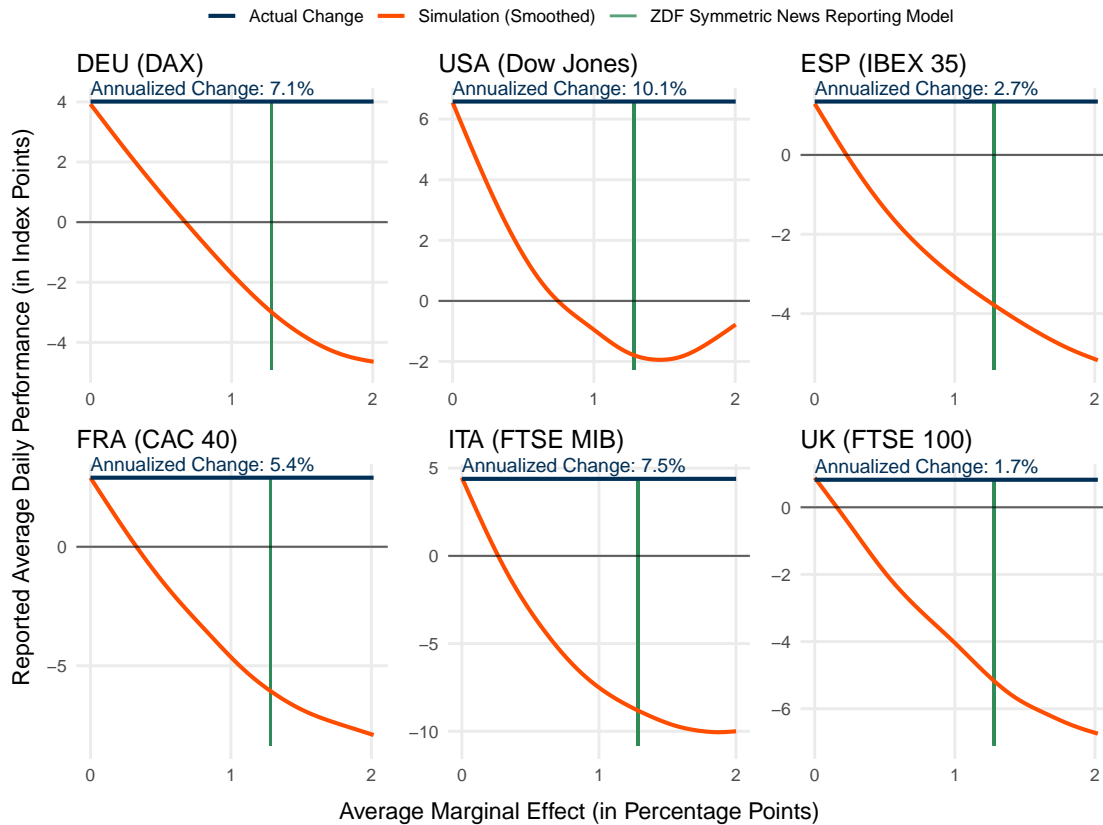 Actual Change Simulation (Smoothed) ZDF Symmetric News Reporting Model
Reported Average Daily Performance (in Index Points)
DEU (DAX)
Annualized Change: 7.1%
4
2
0
−2
−4
0 1 2
USA (Dow Jones)
Annualized Change: 10.1%
6
4
2
0
−2
0 1 2
ESP (IBEX 35)
Annualized Change: 2.7%
0
−2
−4
0 1 2
FRA (CAC 40)
Annualized Change: 5.4%
0
−5
0 1 2
ITA (FTSE MIB)
Annualized Change: 7.5%
5
0
−5
−10
0 1 2
UK (FTSE 100)
Annualized Change: 1.7%
0
−2
−4
−6
0 1 2
Average Marginal Effect (in Percentage Points)